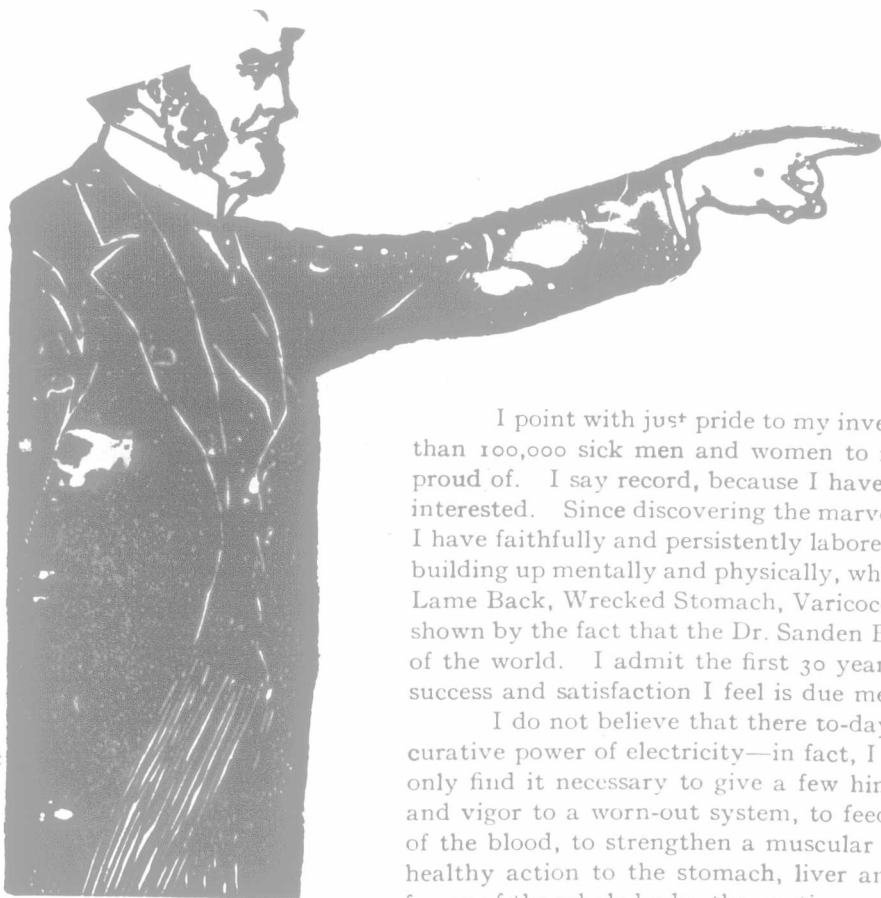 I point with just pride to my inve
than 100,000 sick men and women to
proud of. I say record, because I have
interested. Since discovering the marv
I have faithfully and persistently labore
building up mentally and physically, wh
Lame Back, Wrecked Stomach, Varicoc
shown by the fact that the Dr. Sanden E
of the world. I admit the first 30 year
success and satisfaction I feel is due me
I do not believe that there to-day
curative power of electricity—in fact, I
only find it necessary to give a few hin
and vigor to a worn-out system, to feed
of the blood, to strengthen a muscular
healthy action to the stomach, liver an